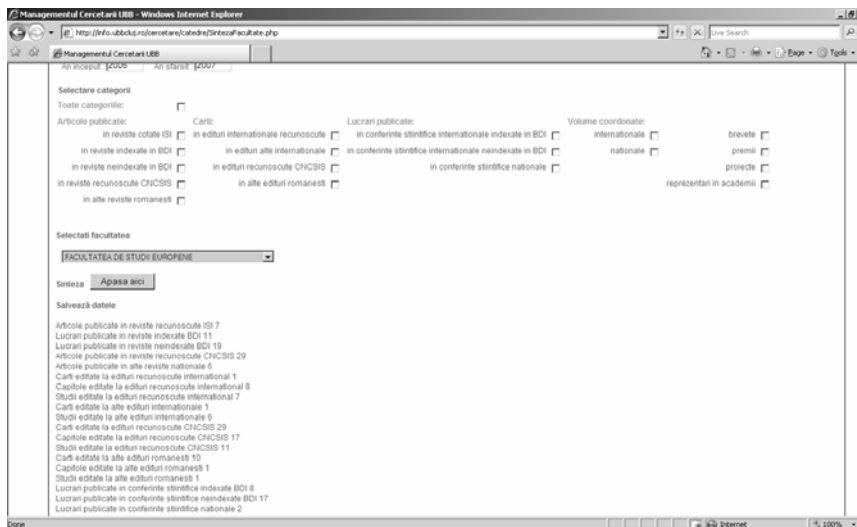 Managementul Cercetarii UBB - Windows Internet Explorer
http://info.ubbcluj.ro/cercetare/catedre/SintezaFacultate.php
Live Search
Managementul Cercetarii UBB
Page Tools
An inceput: 2006 An sfarsit: 2007
Selectare categorii
Toate categoriile:
Articole publicate: Carti: Lucrari publicate: Volume coordonate:
in reviste cotate ISI in edituri internationale recunoscute in conferinte stiintifice internationale indexate in BDI internationale brevete
in reviste indexate in BDI in edituri alte internationale in conferinte stiintifice internationale neindexate in BDI nationale premii
in reviste neindexate in BDI in edituri recunoscute CNCSIS in conferinte stiintifice nationale proiecte
in reviste recunoscute CNCSIS in alte edituri romanesti reprezentari in academii
in alte reviste romanesti
Selectati facultatea
FACULTATEA DE STUDII EUROPENE
Sinteza Apasa aici
Salvează datele
Articole publicate in reviste recunoscute ISI 7
Lucrari publicate in reviste indexate BDI 11
Lucrari publicate in reviste neindexate BDI 19
Articole publicate in reviste recunoscute CNCSIS 29
Articole publicate in alte reviste nationale 6
Carti editate la edituri recunoscute international 1
Capitole editate la edituri recunoscute international 8
Studii editate la edituri recunoscute international 7
Carti editate la alte edituri internationale 1
Studii editate la alte edituri internationale 6
Carti editate la edituri recunoscute CNCSIS 29
Capitole editate la edituri recunoscute CNCSIS 17
Studii editate la edituri recunoscute CNCSIS 11
Carti editate la alte edituri romanesti 10
Capitole editate la alte edituri romanesti 1
Studii editate la alte edituri romanesti 1
Lucrari publicate in conferinte stiintifice indexate BDI 8
Lucrari publicate in conferinte stiintifice neindexate BDI 17
Lucrari publicate in conferinte stiintifice nationale 2
Done Internet 100%